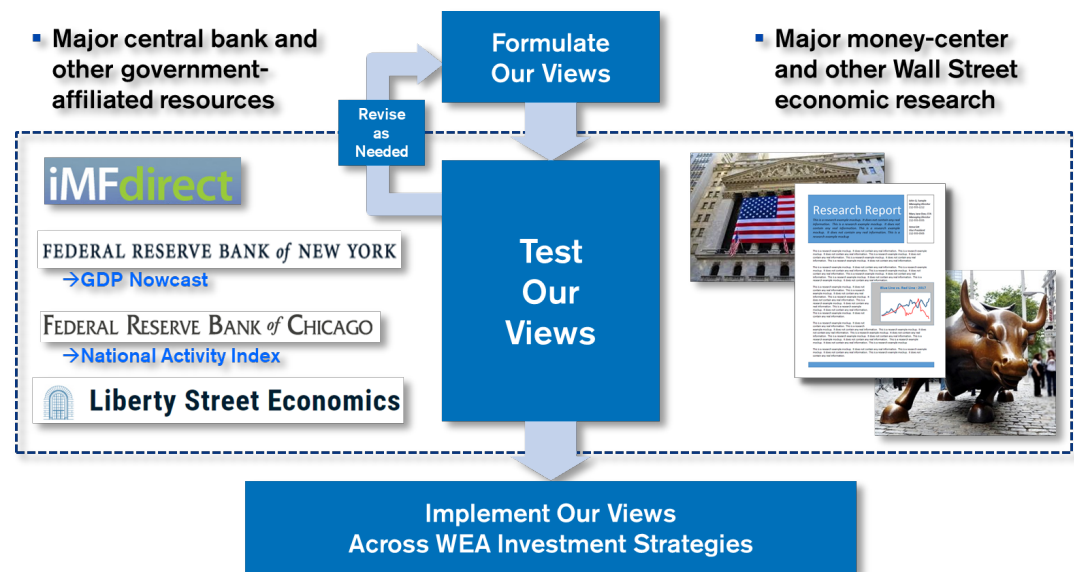 ▪ Major central bank and
other government-
affiliated resources
Formulate
Our Views
▪ Major money-center
and other Wall Street
economic research
Revise
as
Needed
iMFdirect
FEDERAL RESERVE BANK of NEW YORK
→GDP Nowcast
FEDERAL RESERVE BANK of CHICAGO
→National Activity Index
Liberty Street Economics
Test
Our
Views
Research Report
Implement Our Views
Across WEA Investment Strategies